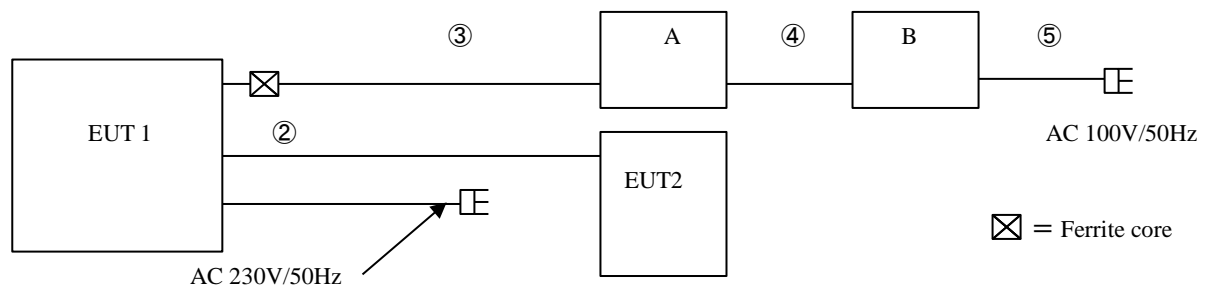 ③
A
④
B
⑤
EUT 1
②
AC 100V/50Hz
EUT2
= Ferrite core
AC 230V/50Hz